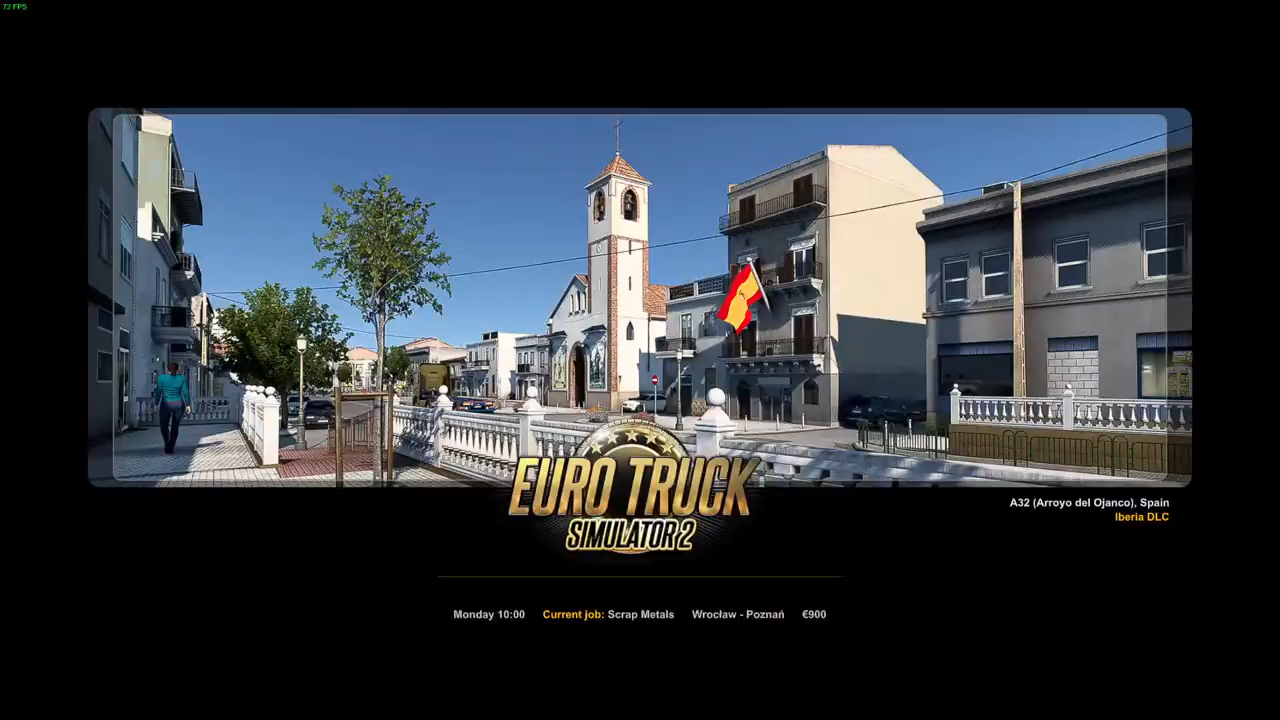 72 FPS
EURO TRUCK
SIMULATOR 2
A32 (Arroyo del Ojanco), Spain
Iberia DLC
Monday 10:00 Current job: Scrap Metals Wrocław - Poznań €900